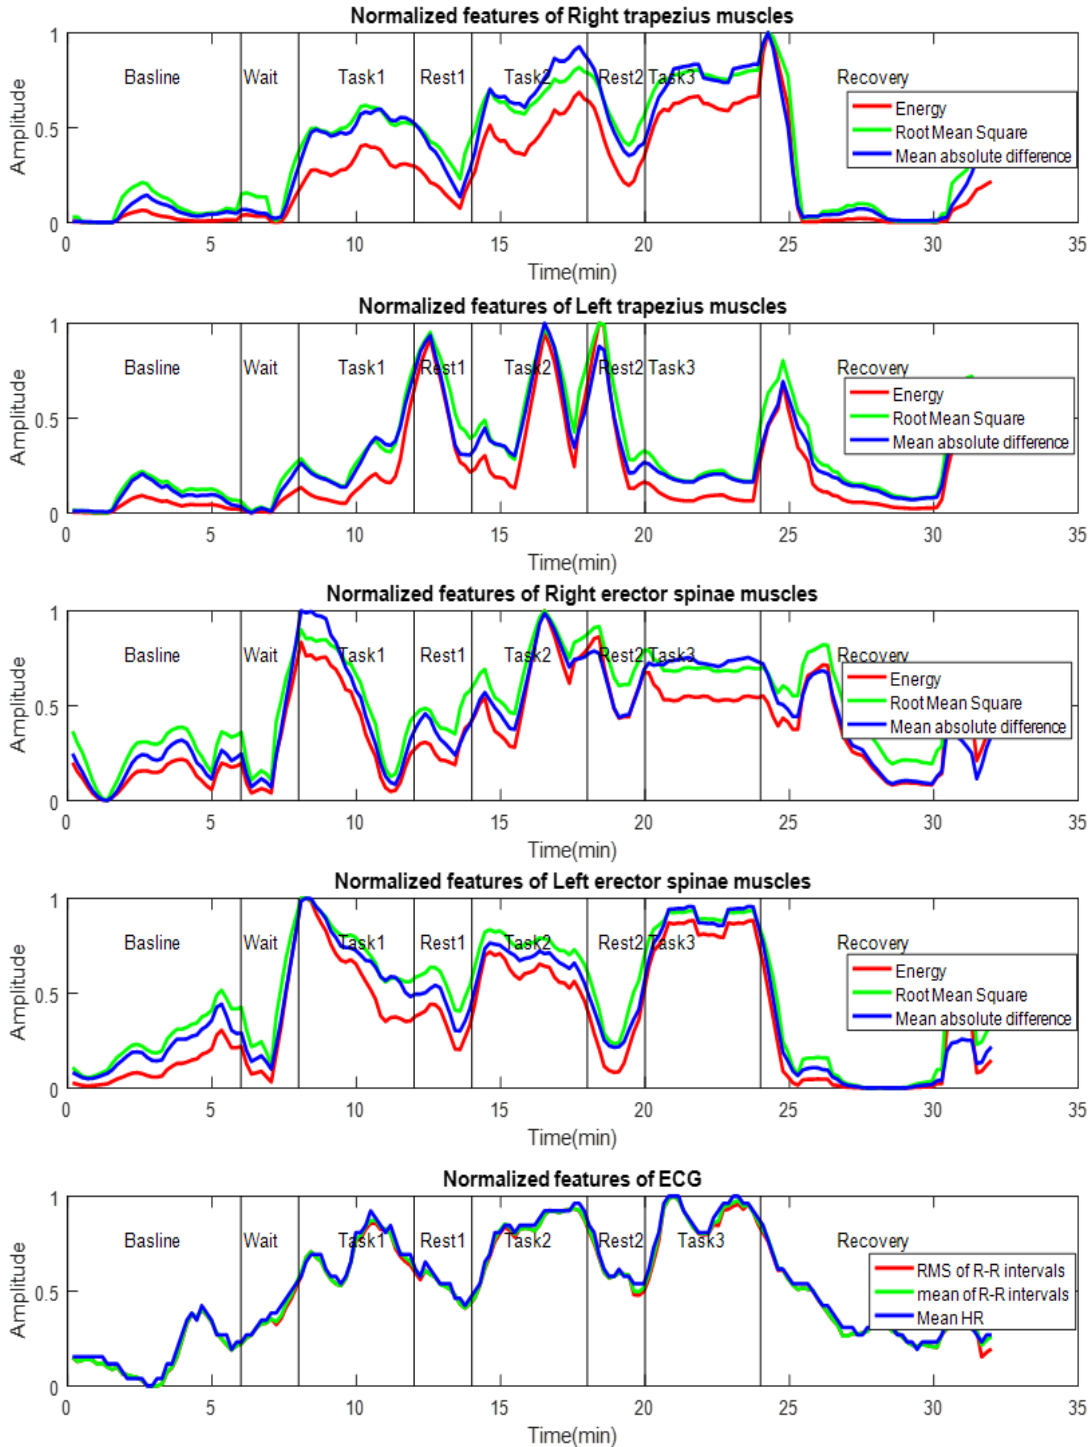 Normalized features of Right trapezius muscles
Amplitude
1
0.5
0
Basline Wait Task1 Rest1 Task2 Rest2 Task3 Recovery
Energy
Root Mean Square
Mean absolute difference
0 5 10 15 20 25 30 35
Time(min)
Normalized features of Left trapezius muscles
Amplitude
1
0.5
0
Basline Wait Task1 Rest1 Task2 Rest2 Task3 Recovery
Energy
Root Mean Square
Mean absolute difference
0 5 10 15 20 25 30 35
Time(min)
Normalized features of Right erector spinae muscles
Amplitude
1
0.5
0
Basline Wait Task1 Rest1 Task2 Rest2 Task3 Recovery
Energy
Root Mean Square
Mean absolute difference
0 5 10 15 20 25 30 35
Time(min)
Normalized features of Left erector spinae muscles
Amplitude
1
0.5
0
Basline Wait Task1 Rest1 Task2 Rest2 Task3 Recovery
Energy
Root Mean Square
Mean absolute difference
0 5 10 15 20 25 30 35
Time(min)
Normalized features of ECG
Amplitude
1
0.5
0
Basline Wait Task1 Rest1 Task2 Rest2 Task3 Recovery
RMS of R-R intervals
mean of R-R intervals
Mean HR
0 5 10 15 20 25 30 35
Time(min)